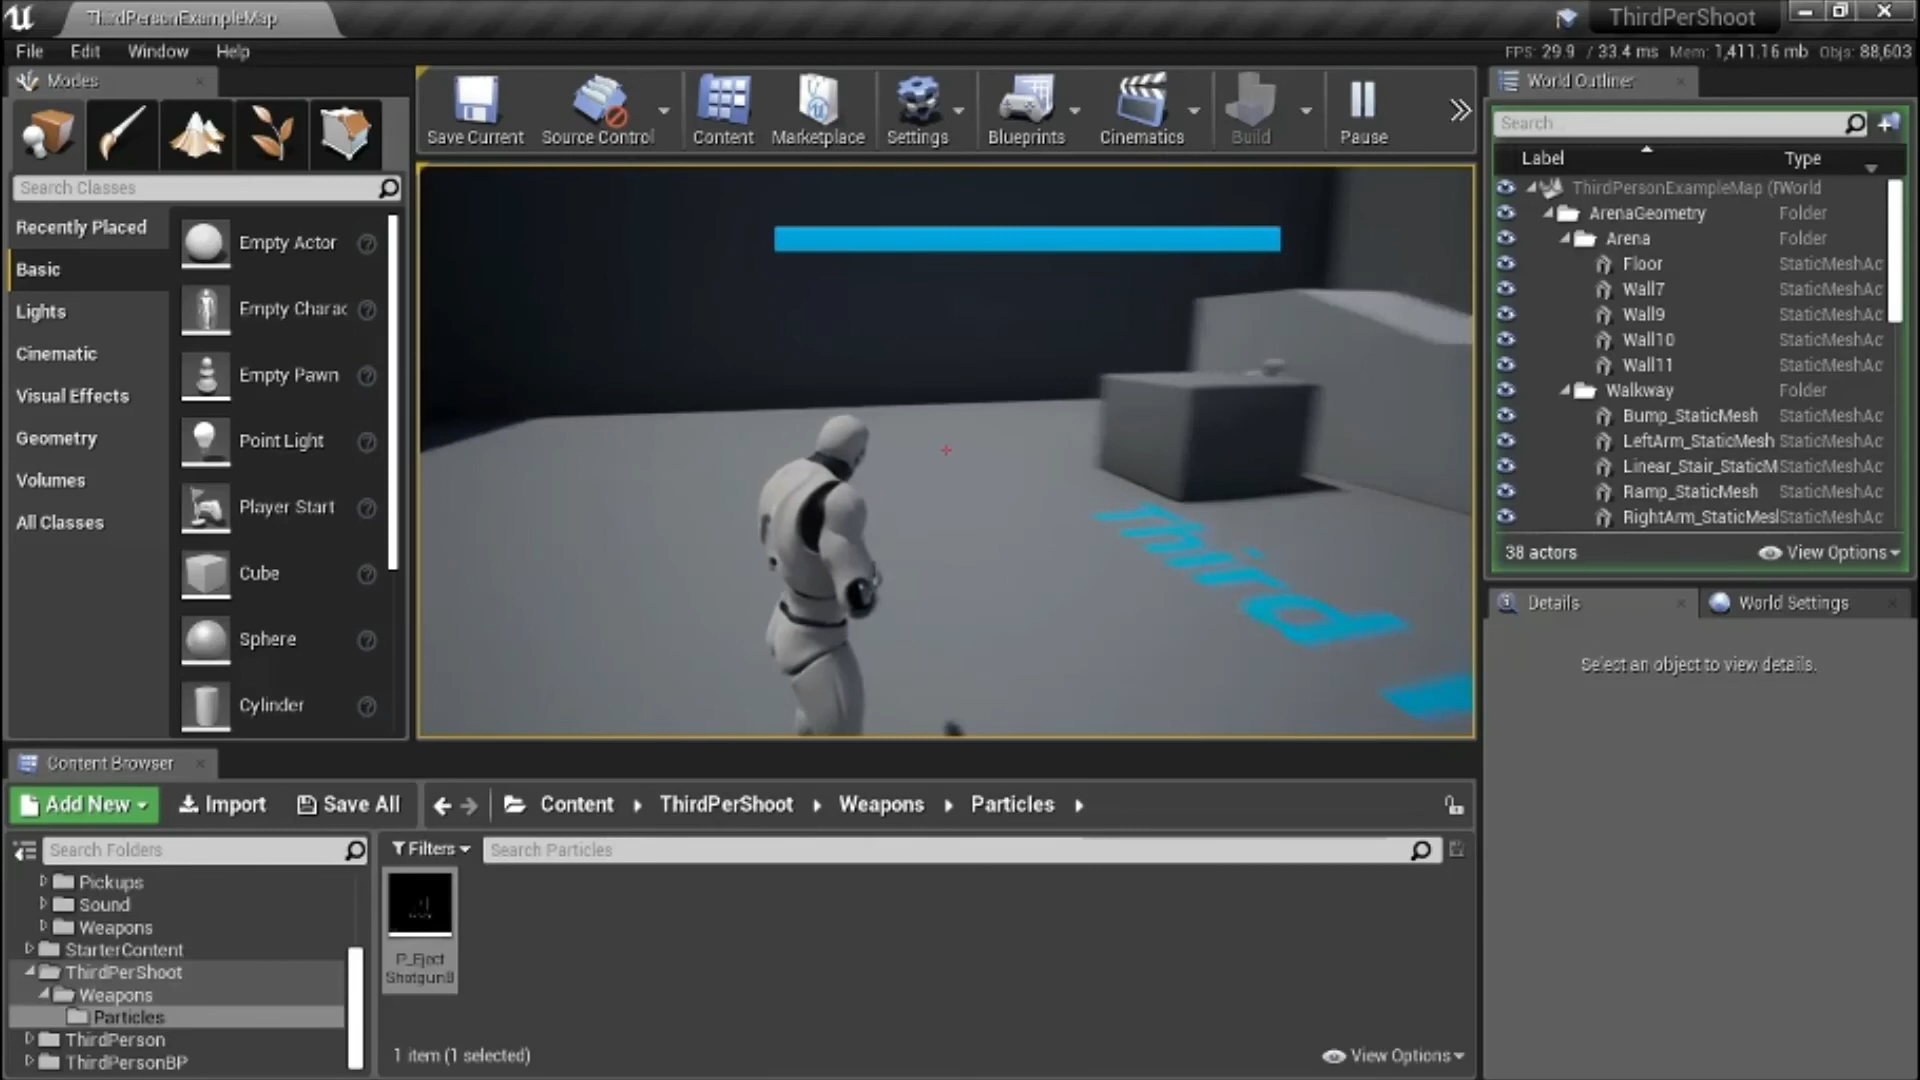 ThirdPersonExampleMap
ThirdPerShoot
File Edit Window Help
FPS: 29.9 / 33.4 ms Mem: 1,411.16 mb Objs: 88,603
Modes
Save Current
Source Control
Content
Marketplace
Settings
Blueprints
Cinematics
Build
Pause
Search Classes
Recently Placed
Basic
Lights
Cinematic
Visual Effects
Geometry
Volumes
All Classes
Empty Actor
Empty Charac
Empty Pawn
Point Light
Player Start
Cube
Sphere
Cylinder
Third
World Outliner
Search
Label Type
ThirdPersonExampleMap ( World
ArenaGeometry Folder
Arena Folder
Floor StaticMeshAc
Wall7 StaticMeshAc
Wall9 StaticMeshAc
Wall10 StaticMeshAc
Wall11 StaticMeshAc
Walkway Folder
Bump_StaticMesh StaticMeshAc
LeftArm_StaticMesh StaticMeshAc
Linear_Stair_StaticM StaticMeshAc
Ramp_StaticMesh StaticMeshAc
RightArm_StaticMesl StaticMeshAc
38 actors View Options
Details World Settings
Select an object to view details.
Content Browser
Add New Import Save All Content ThirdPerShoot Weapons Particles
Search Folders
Filters Search Particles
Pickups
Sound
Weapons
StarterContent
ThirdPerShoot
Weapons
Particles
ThirdPerson
ThirdPersonBP
P_Eject
ShotgunB
1 item (1 selected) View Options